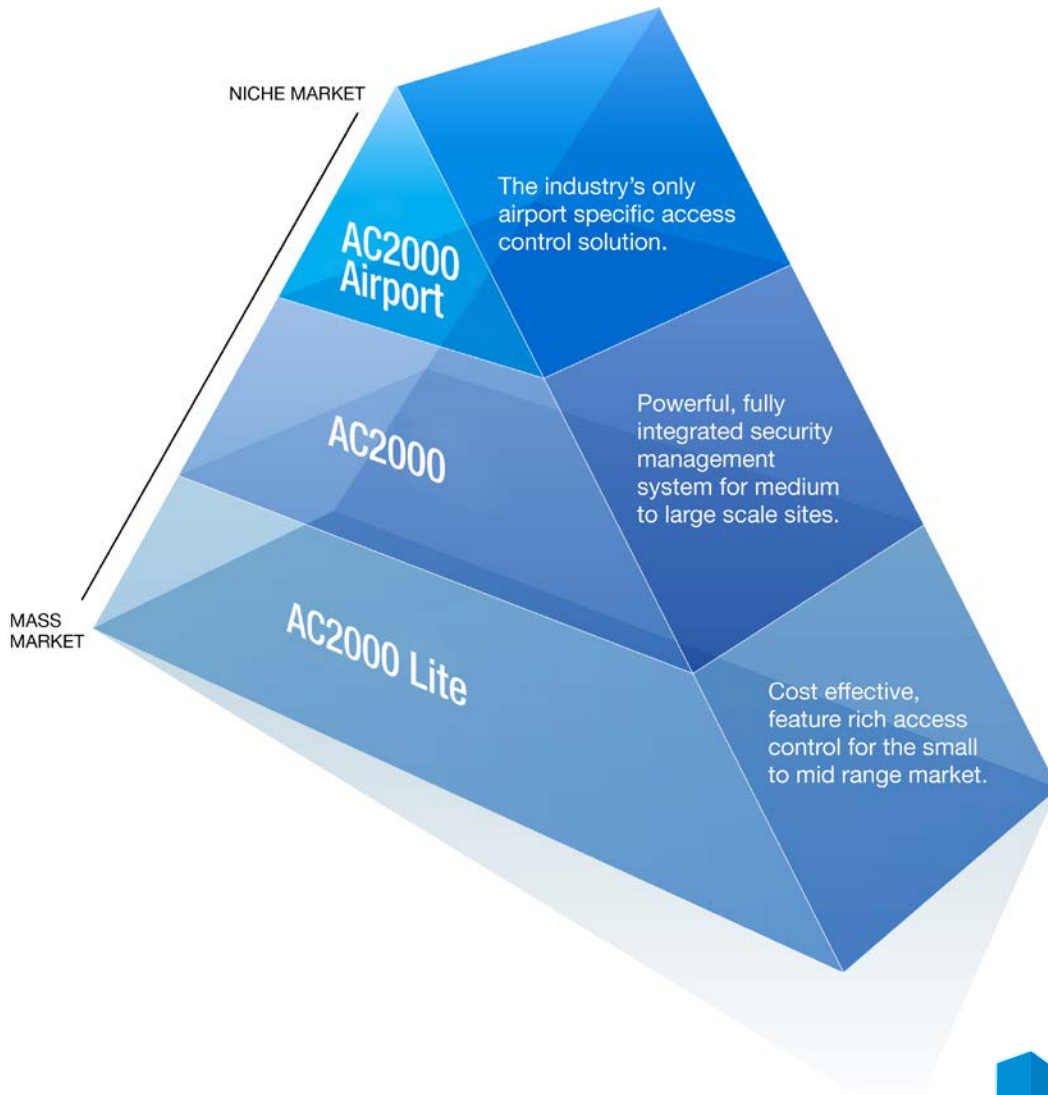 NICHE MARKET
The industry's only
airport specific access
control solution.
AC2000
Airport
Powerful, fully
integrated security
management
system for medium
to large scale sites.
AC2000
MASS
MARKET
AC2000 Lite
Cost effective,
feature rich access
control for the small
to mid range market.